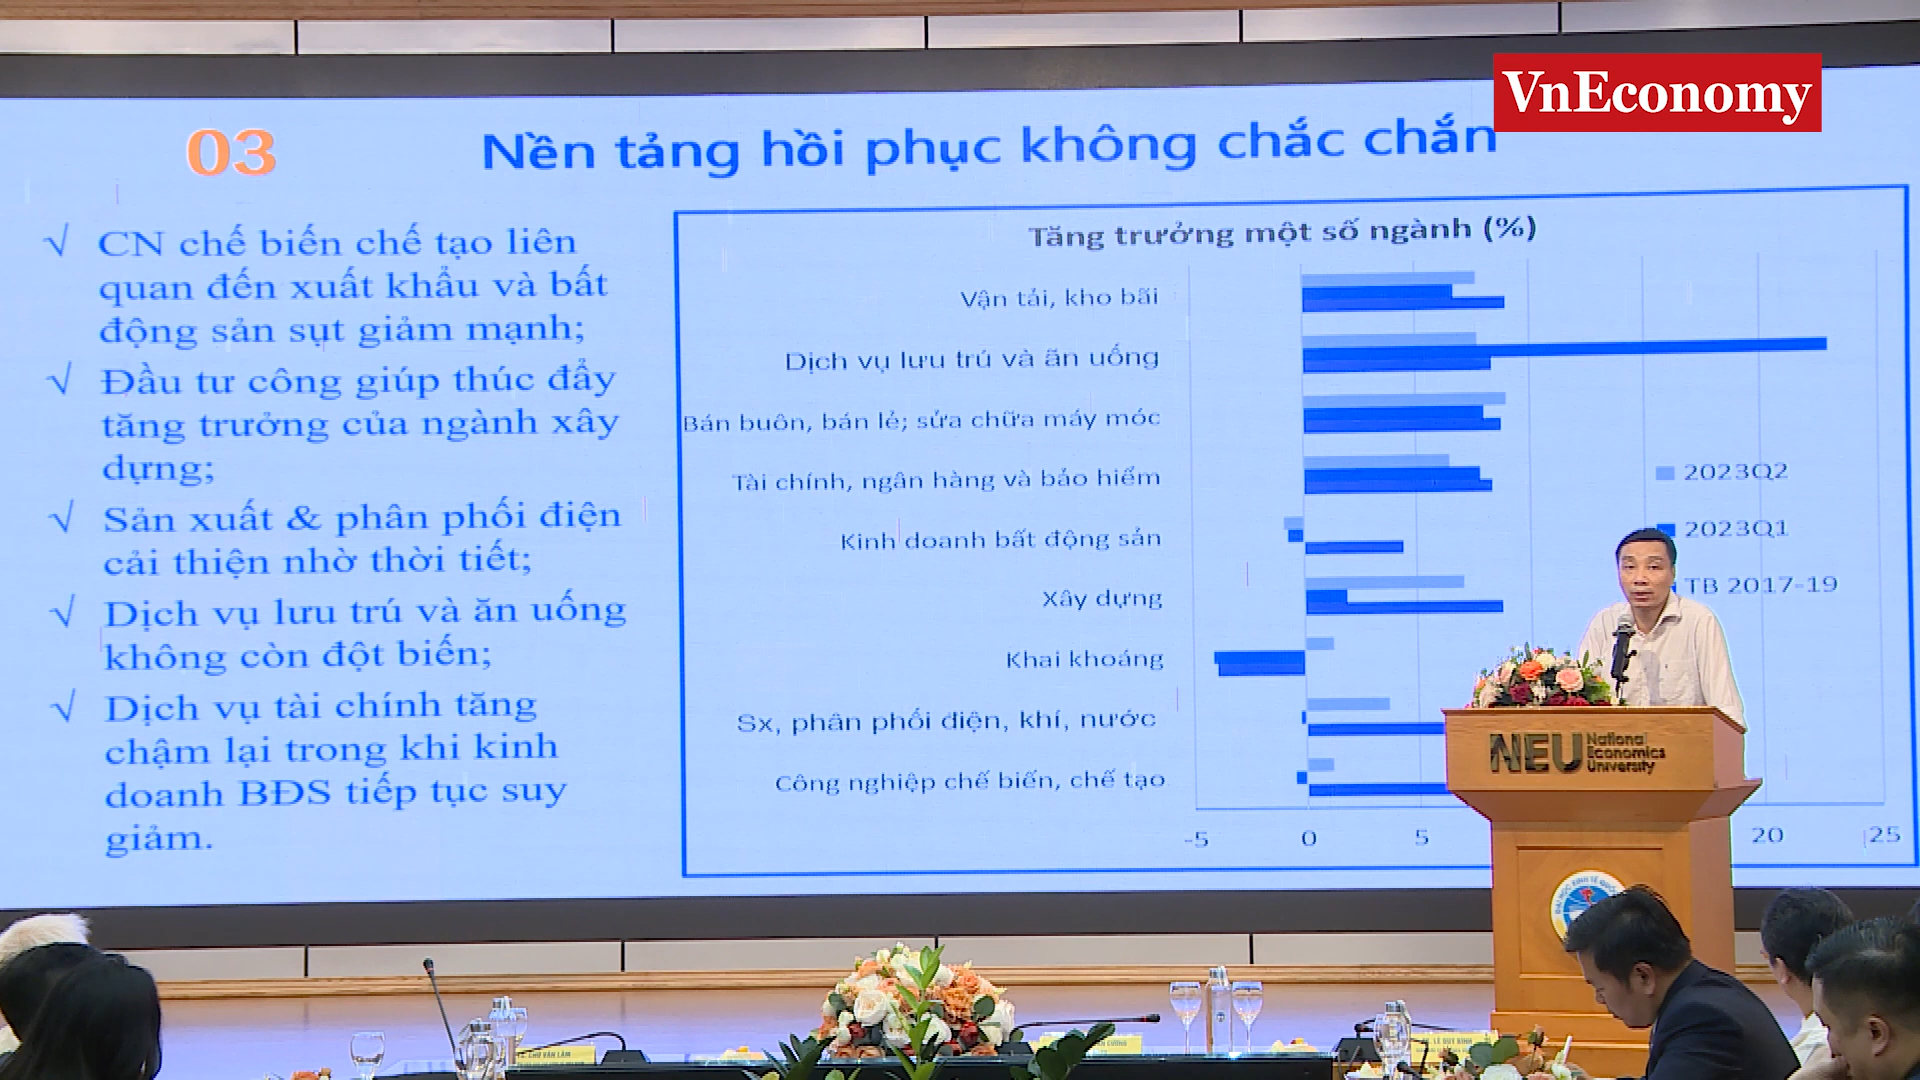 VnEconomy
03
Nền tảng hồi phục không chắc chắn
√ CN chế biến chế tạo liên
quan đến xuất khẩu và bất
động sản sụt giảm mạnh;
√ Đầu tư công giúp thúc đẩy
tăng trưởng của ngành xây
dựng;
√ Sản xuất & phân phối điện
cải thiện nhờ thời tiết;
√ Dịch vụ lưu trú và ăn uống
không còn đột biến;
√ Dịch vụ tài chính tăng
chậm lại trong khi kinh
doanh BĐS tiếp tục suy
giảm.
Tăng trưởng một số ngành (%)
Vận tải, kho bãi
Dịch vụ lưu trú và ăn uống
Bán buôn, bán lẻ; sửa chữa máy móc
Tài chính, ngân hàng và bảo hiểm
Kinh doanh bất động sản
Xây dựng
Khai khoáng
Sx, phân phối điện, khí, nước
Công nghiệp chế biến, chế tạo
2023Q2
2023Q1
TB 2017-19
-5 0 5 20 25
NEU
National
Economics
University
CHU VĂN LÂM